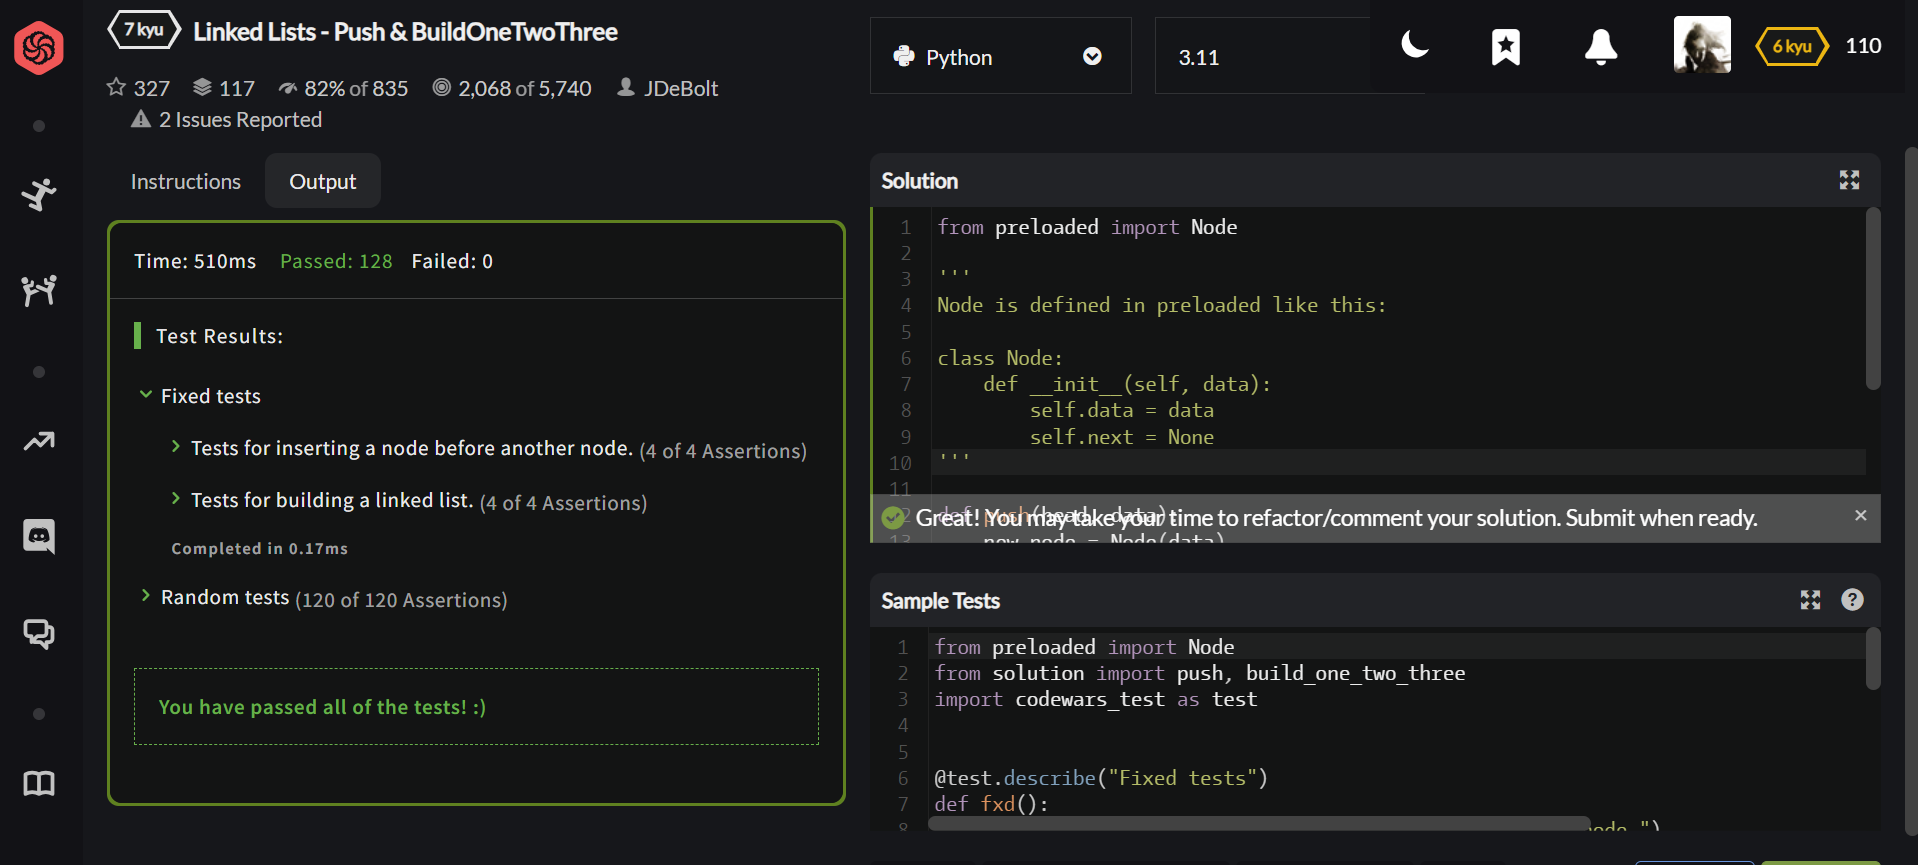 7 kyu
Linked Lists - Push & BuildOneTwoThree
327 117 82% of 835 2,068 of 5,740 JDeBolt
2 Issues Reported
Python
3.11
6 kyu
110
Instructions
Output
Time: 510ms Passed: 128 Failed: 0
Test Results:
Fixed tests
Tests for inserting a node before another node. (4 of 4 Assertions)
Tests for building a linked list. (4 of 4 Assertions)
Completed in 0.17ms
Random tests (120 of 120 Assertions)
You have passed all of the tests! :)
Solution
1 from preloaded import Node
2
3 '''
4 Node is defined in preloaded like this:
5
6 class Node:
7     def __init__(self, data):
8         self.data = data
9         self.next = None
10 '''
11
12 def push(head, data):
Great! You may take your time to refactor/comment your solution. Submit when ready.
13     new_node = Node(data)
Sample Tests
1 from preloaded import Node
2 from solution import push, build_one_two_three
3 import codewars_test as test
4
5
6 @test.describe("Fixed tests")
7 def fxd():
8 node.")